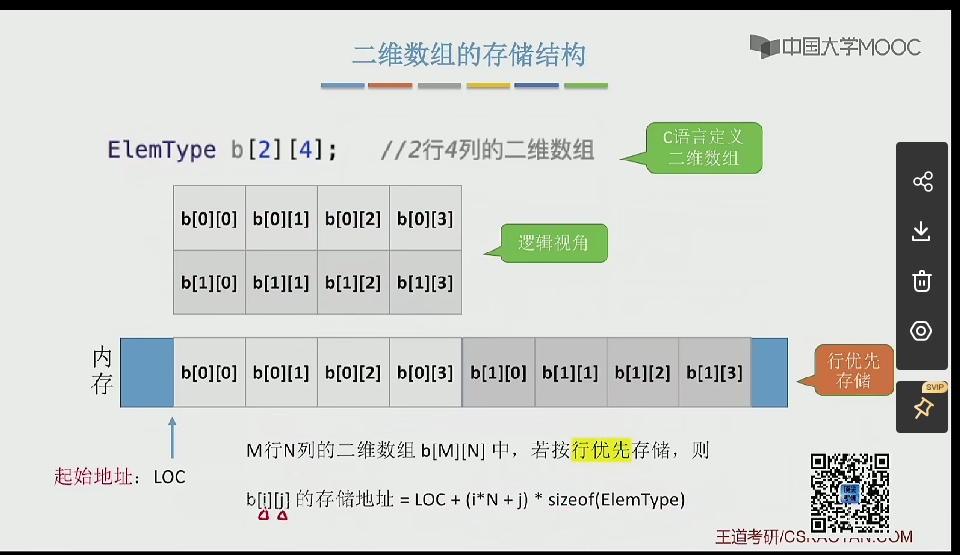 二维数组的存储结构
中国大学MOOC
ElemType b[2][4]; //2行4列的二维数组
C语言定义
二维数组
b[0][0] b[0][1] b[0][2] b[0][3]
逻辑视角
b[1][0] b[1][1] b[1][2] b[1][3]
内
存
b[0][0] b[0][1] b[0][2] b[0][3] b[1][0] b[1][1] b[1][2] b[1][3]
行优先
存储
SVIP
起始地址：LOC
M行N列的二维数组 b[M][N] 中，若按行优先存储，则
b[i][j] 的存储地址 = LOC + (i*N + j) * sizeof(ElemType)
王道考研/CSKAOYAN.COM